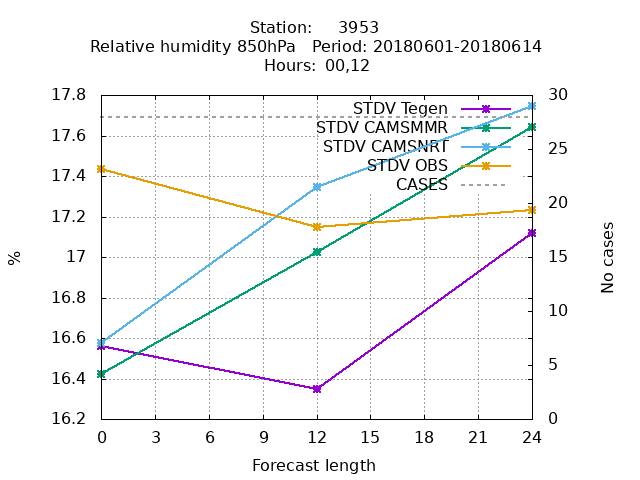 Station: 3953
Relative humidity 850hPa Period: 20180601-20180614
Hours: 00,12
17.8
17.6
17.4
17.2
17
16.8
16.6
16.4
16.2
%
STDV Tegen
STDV CAMSMMR
STDV CAMSNRT
STDV OBS
CASES
30
25
20
15
10
5
0
No cases
0 3 6 9 12 15 18 21 24
Forecast length